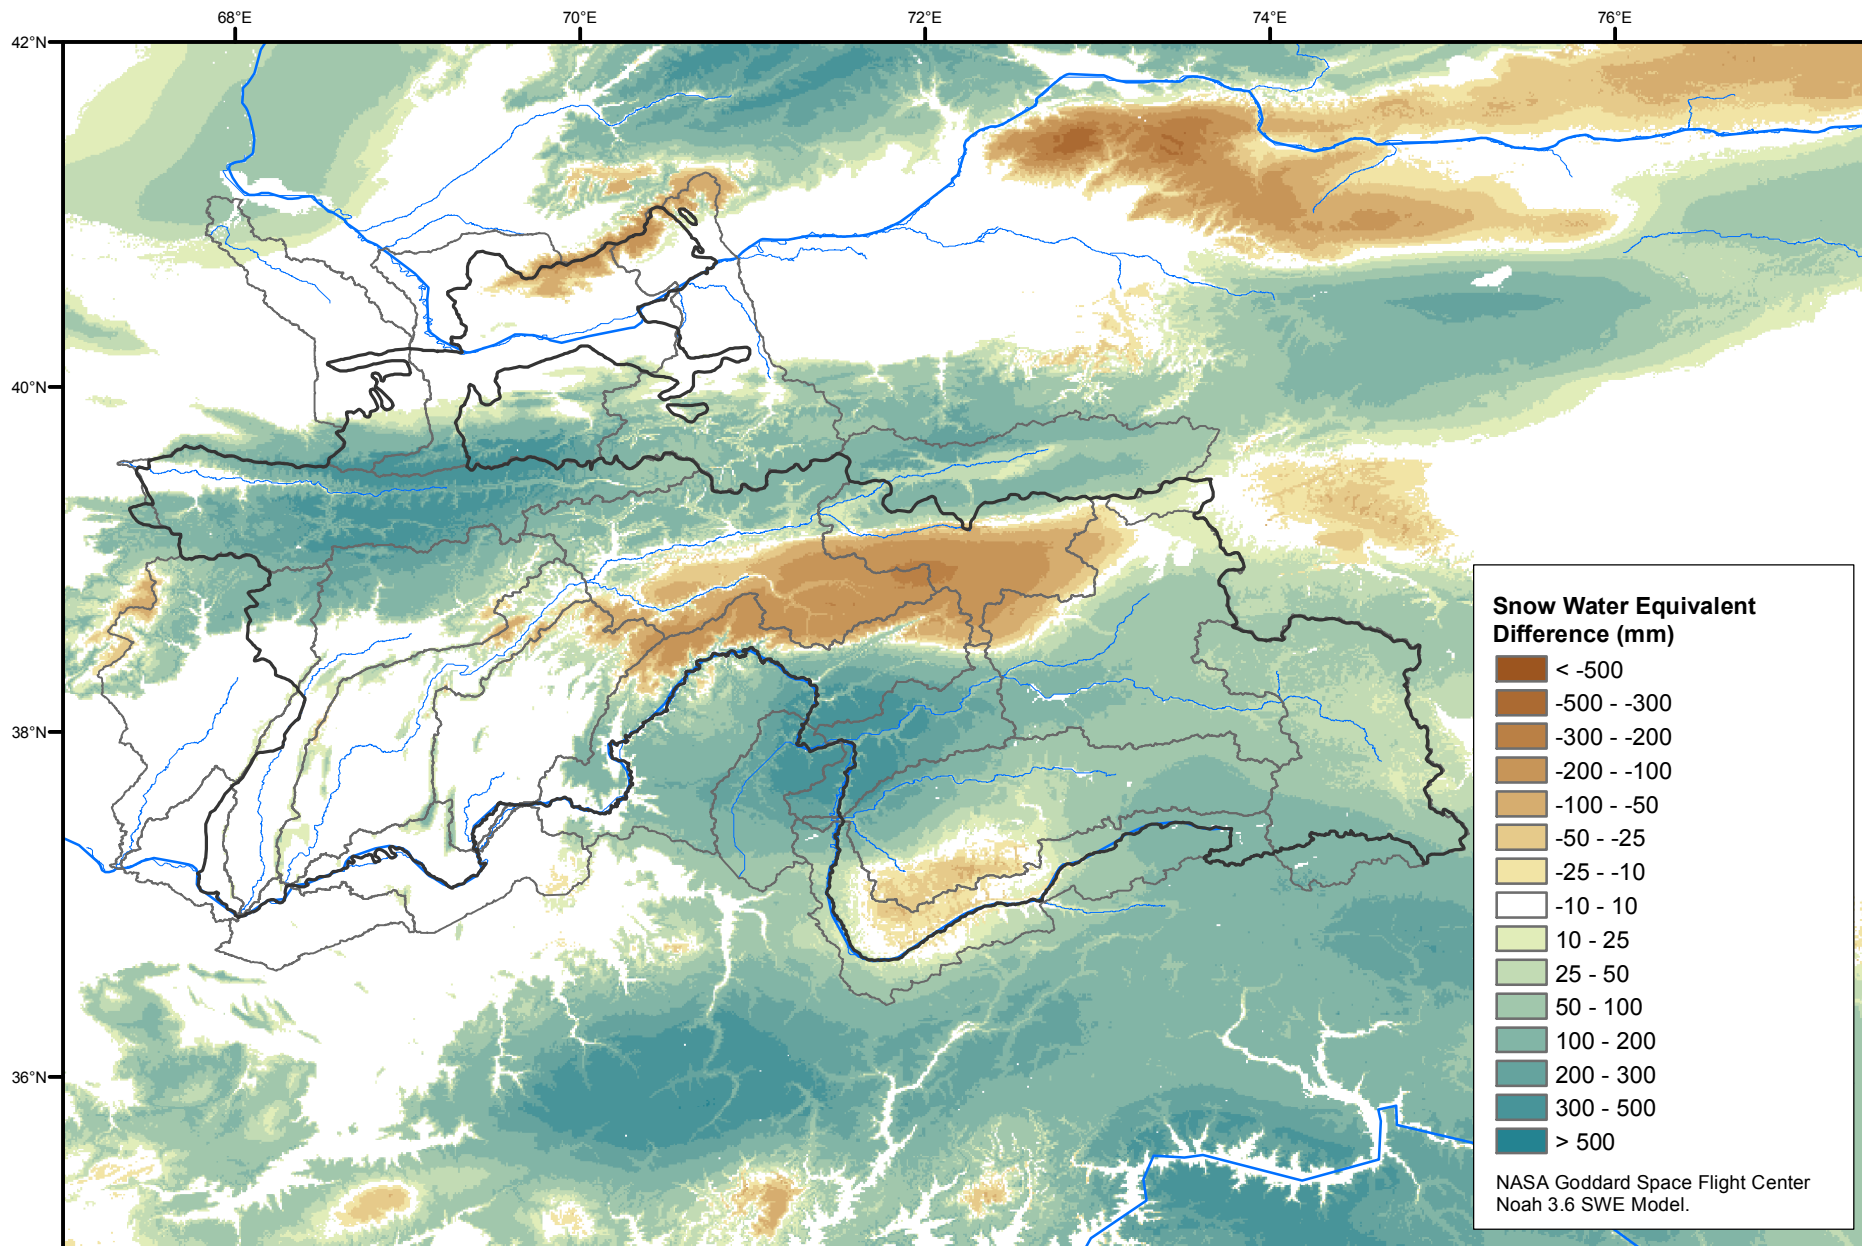 68°E 70°E 72°E 74°E 76°E
42°N
40°N
38°N
36°N
Snow Water Equivalent
Difference (mm)
< -500
-500 - -300
-300 - -200
-200 - -100
-100 - -50
-50 - -25
-25 - -10
-10 - 10
10 - 25
25 - 50
50 - 100
100 - 200
200 - 300
300 - 500
> 500
NASA Goddard Space Flight Center
Noah 3.6 SWE Model.